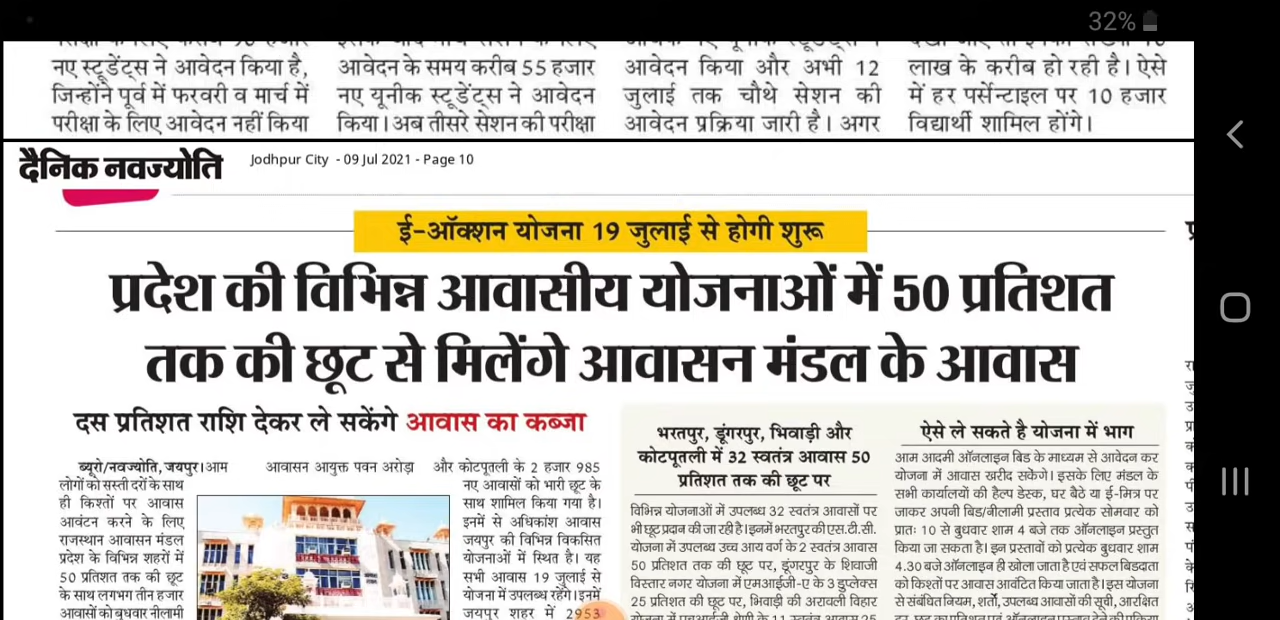 32%
नए स्टूडेंट्स ने आवेदन किया है,
जिन्होंने पूर्व में फरवरी व मार्च में
परीक्षा के लिए आवेदन नहीं किया
आवेदन के समय करीब 55 हजार
नए यूनीक स्टूडेंट्स ने आवेदन
किया। अब तीसरे सेशन की परीक्षा
आवेदन किया और अभी 12
जुलाई तक चौथे सेशन की
आवेदन प्रक्रिया जारी है। अगर
लाख के करीब हो रही है। ऐसे
में हर पर्सेन्टाइल पर 10 हजार
विद्यार्थी शामिल होंगे।
दैनिक नवज्योति
Jodhpur City - 09 Jul 2021 - Page 10
ई-ऑक्शन योजना 19 जुलाई से होगी शुरू
प्रदेश की विभिन्न आवासीय योजनाओं में 50 प्रतिशत
तक की छूट से मिलेंगे आवासन मंडल के आवास
दस प्रतिशत राशि देकर ले सकेंगे आवास का कब्जा
ब्यूरो/नवज्योति, जयपुर। आम
लोगों को सस्ती दरों के साथ
ही किश्तों पर आवास
आवंटन करने के लिए
राजस्थान आवासन मंडल
प्रदेश के विभिन्न शहरों में
50 प्रतिशत तक की छूट
के साथ लगभग तीन हजार
आवासों को बुधवार नीलामी
आवासन आयुक्त पवन अरोड़ा
और कोटपूतली के 2 हजार 985
नए आवासों को भारी छूट के
साथ शामिल किया गया है।
इनमें से अधिकांश आवास
जयपुर की विभिन्न विकसित
योजनाओं में स्थित है। यह
सभी आवास 19 जुलाई से
योजना में उपलब्ध रहेंगे। इनमें
जयपुर शहर में 2953
भरतपुर, डूंगरपुर, भिवाड़ी और
कोटपूतली में 32 स्वतंत्र आवास 50
प्रतिशत तक की छूट पर
विभिन्न योजनाओं में उपलब्ध 32 स्वतंत्र आवासों पर
भी छूट प्रदान की जा रही है। इनमें भरतपुर की एस.टी.सी.
योजना में उपलब्ध उच्च आय वर्ग के 2 स्वतंत्र आवास
50 प्रतिशत तक की छूट पर, डूंगरपुर के शिवाजी
विस्तार नगर योजना में एमआईजी-ए के 3 डुप्लेक्स
25 प्रतिशत की छूट पर, भिवाड़ी की अरावली विहार
योजना में एचआईजी श्रेणी के 11 स्वतंत्र आवास 25
ऐसे ले सकते है योजना में भाग
आम आदमी ऑनलाइन बिड के माध्यम से आवेदन कर
योजना में आवास खरीद सकेंगे। इसके लिए मंडल के
सभी कार्यालयों की हैल्प डेस्क, घर बैठे या ई-मित्र पर
जाकर अपनी बिड/नीलामी प्रस्ताव प्रत्येक सोमवार को
प्रातः 10 से बुधवार शाम 4 बजे तक ऑनलाइन प्रस्तुत
किया जा सकता है। इन प्रस्तावों को प्रत्येक बुधवार शाम
4.30 बजे ऑनलाइन ही खोला जाता है एवं सफल बिडदाता
को किश्तों पर आवास आवंटित किया जाता है। इस योजना
से संबंधित नियम, शर्तों, उपलब्ध आवासों की सूची, आरक्षित